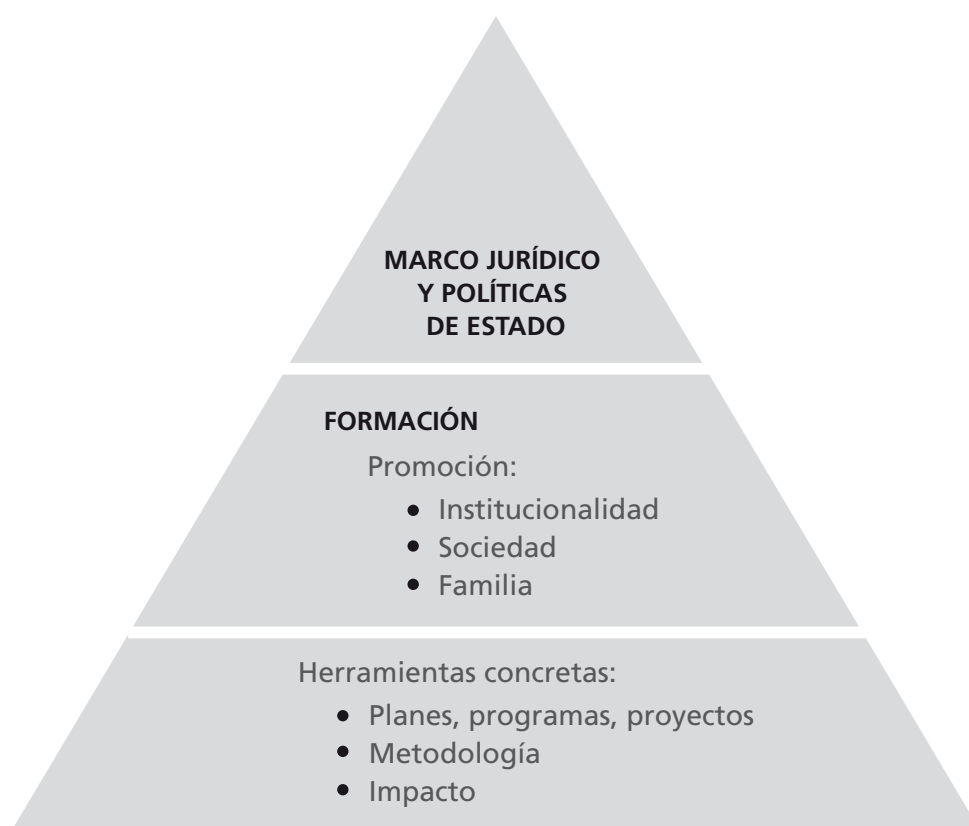 MARCO JURÍDICO
Y POLÍTICAS
DE ESTADO
FORMACIÓN
Promoción:
• Institucionalidad
• Sociedad
• Familia
Herramientas concretas:
• Planes, programas, proyectos
• Metodología
• Impacto